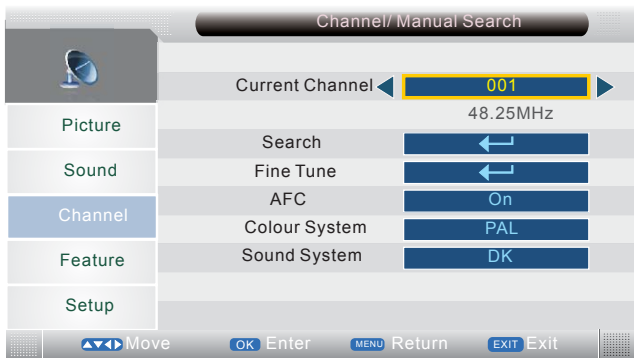 Channel/ Manual Search
Picture
Sound
Channel
Feature
Setup
Current Channel 001
48.25MHz
Search
Fine Tune
AFC On
Colour System PAL
Sound System DK
Move OK Enter MENU Return EXIT Exit